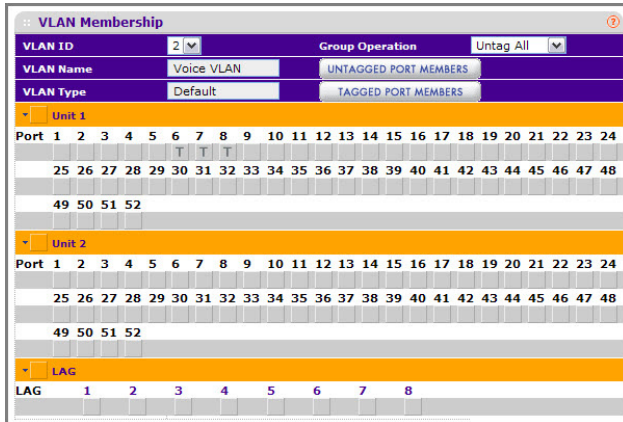 :: VLAN Membership ?
VLAN ID 2 Group Operation Untag All
VLAN Name Voice VLAN UNTAGGED PORT MEMBERS
VLAN Type Default TAGGED PORT MEMBERS
Unit 1
Port 1 2 3 4 5 6 7 8 9 10 11 12 13 14 15 16 17 18 19 20 21 22 23 24
T T T
25 26 27 28 29 30 31 32 33 34 35 36 37 38 39 40 41 42 43 44 45 46 47 48
49 50 51 52
Unit 2
Port 1 2 3 4 5 6 7 8 9 10 11 12 13 14 15 16 17 18 19 20 21 22 23 24
25 26 27 28 29 30 31 32 33 34 35 36 37 38 39 40 41 42 43 44 45 46 47 48
49 50 51 52
LAG
LAG 1 2 3 4 5 6 7 8